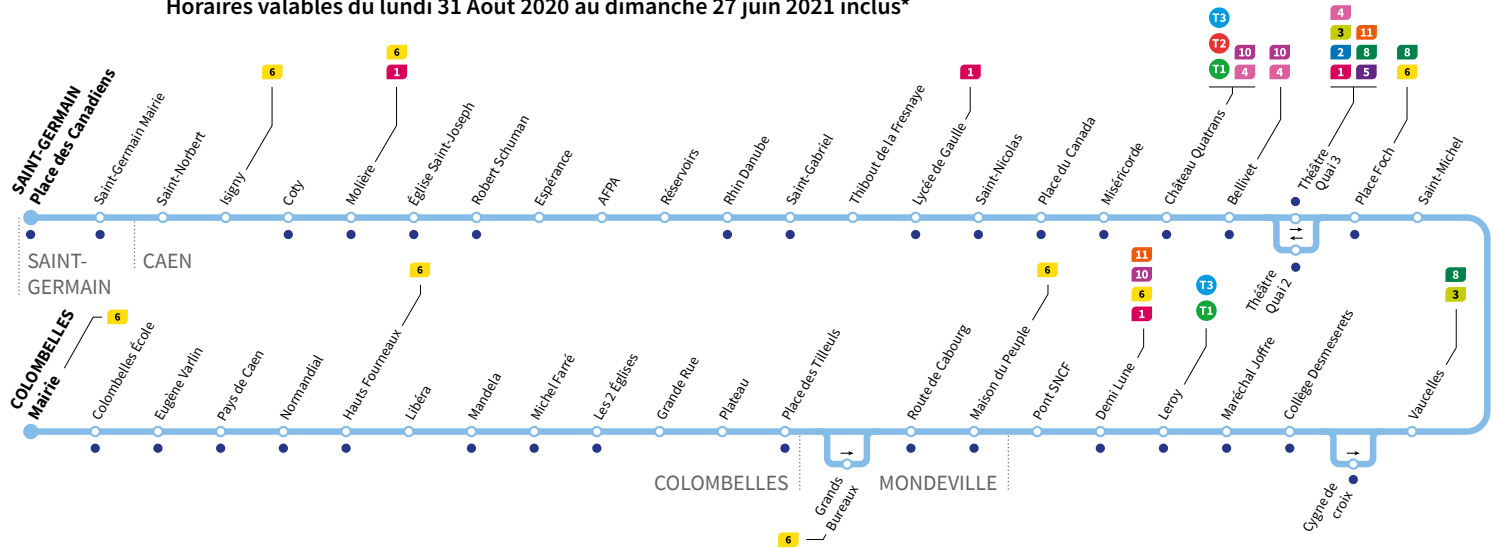 Horaires valables du lundi 31 Août 2020 au dimanche 27 juin 2021 inclus*
SAINT-GERMAIN
Place des Canadiens
Saint-Germain Mairie
Saint-Norbert
Isigny
6
Coty
Molière
6
1
Église Saint-Joseph
Robert Schuman
Espérance
AFPA
Réservoirs
Rhin Danube
Saint-Gabriel
Thibout de la Fresnaye
Lycée de Gaulle
1
Saint-Nicolas
Place du Canada
Miséricorde
Château Quatrans
T3
T2
10
T1 4
Bellivet
10
4
Théâtre
Quai 3
4
3 11
2 8
1 5
Place Foch
8
6
Saint-Michel
Théâtre
Quai 2
SAINT-
GERMAIN
CAEN
COLOMBELLES
Mairie
6
Colombelles École
Eugène Varlin
Pays de Caen
Normandial
Hauts Fourneaux
6
Libéra
Mandela
Michel Farré
Les 2 Églises
Grande Rue
Plateau
Place des Tilleuls
Grands
Bureaux
6
Route de Cabourg
Maison du Peuple
6
Pont SNCF
Demi Lune
11
10
6
1
Leroy
T3
T1
Maréchal Joffre
Collège Desmeserets
Cygne de
croix
Vaucelles
8
3
COLOMBELLES
MONDEVILLE